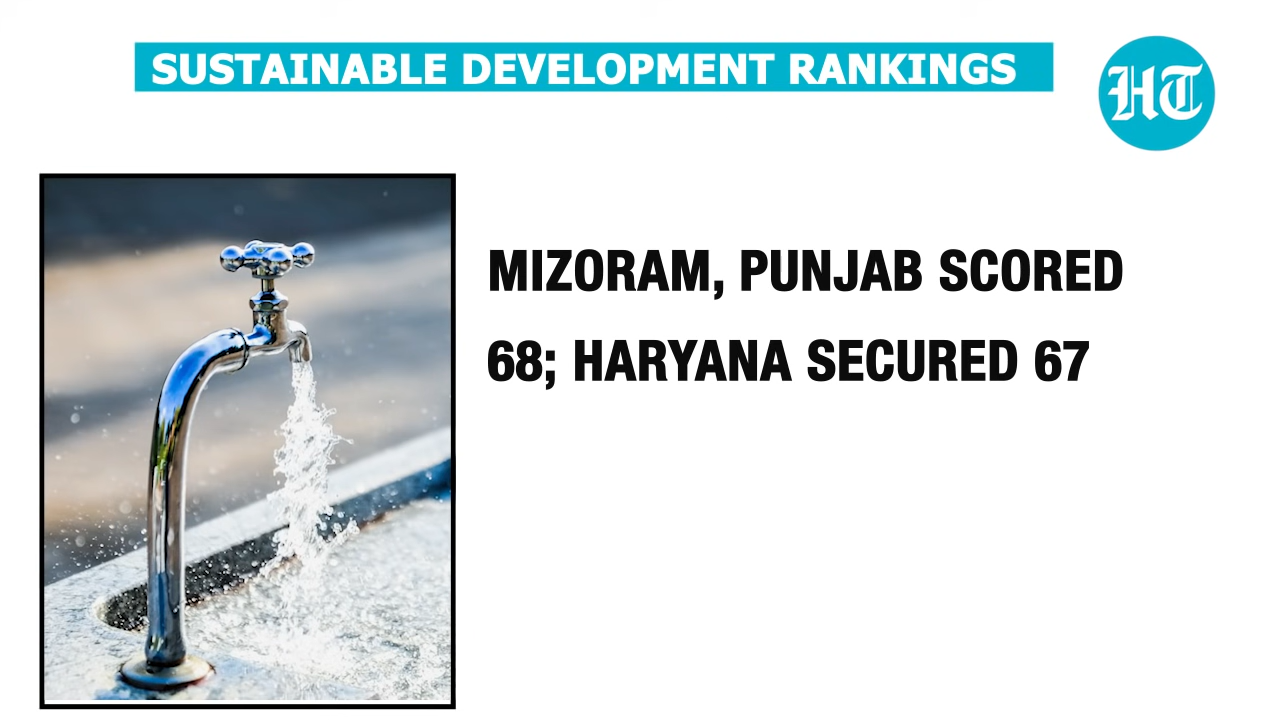 SUSTAINABLE DEVELOPMENT RANKINGS
HT
MIZORAM, PUNJAB SCORED
68; HARYANA SECURED 67